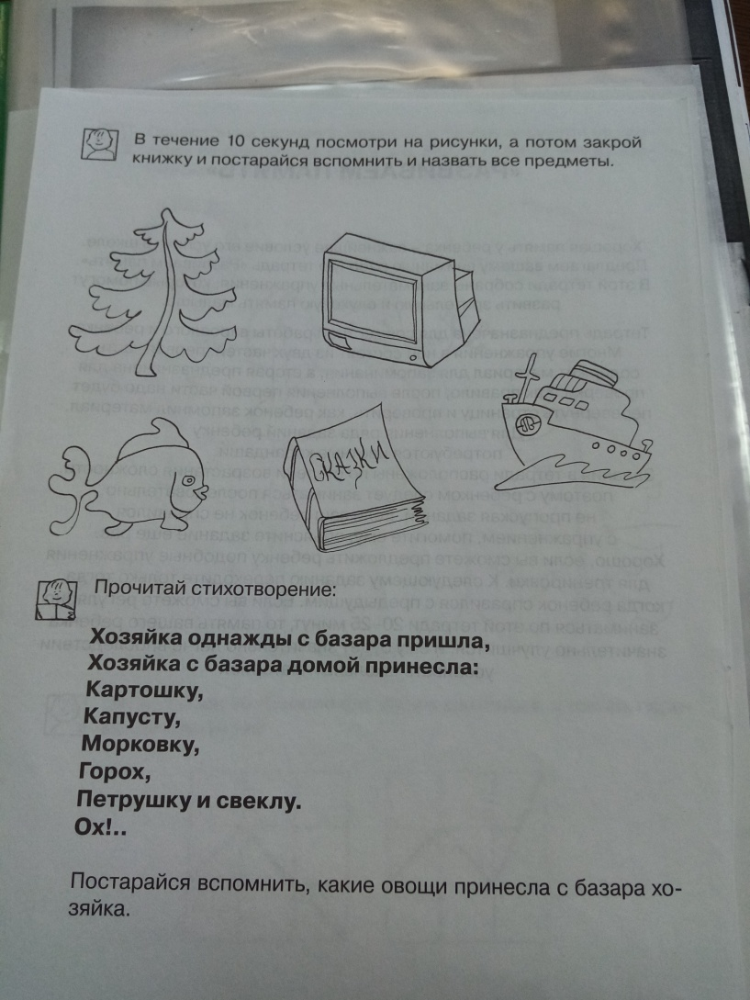 В течение 10 секунд посмотри на рисунки, а потом закрой
книжку и постарайся вспомнить и назвать все предметы.
СКАЗКИ
Прочитай стихотворение:
Хозяйка однажды с базара пришла,
Хозяйка с базара домой принесла:
Картошку,
Капусту,
Морковку,
Горох,
Петрушку и свеклу.
Ох!..
Постарайся вспомнить, какие овощи принесла с базара хо-
зяйка.